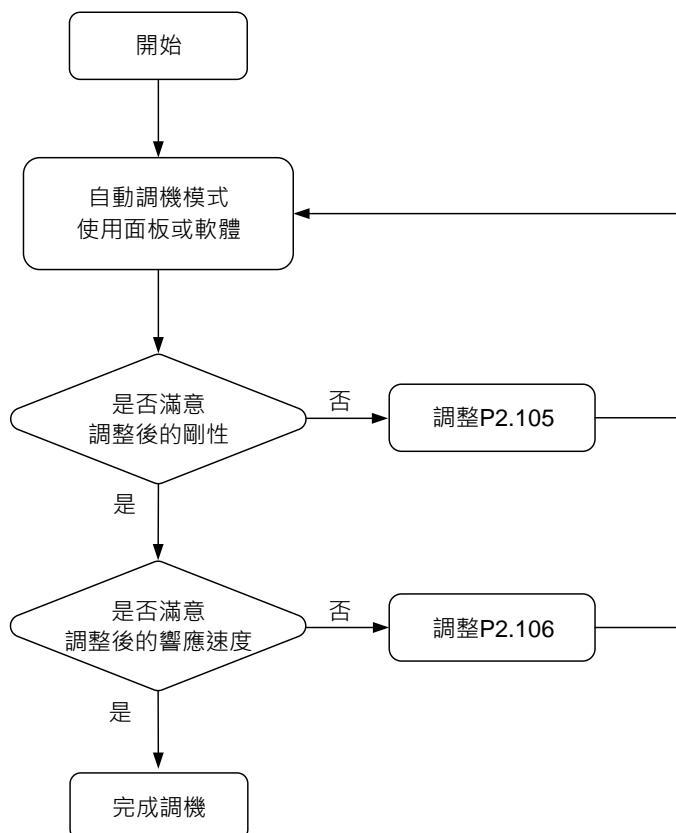 開始
自動調機模式
使用面板或軟體
是否滿意
調整後的剛性
否
調整P2.105
是
是否滿意
調整後的響應速度
否
調整P2.106
是
完成調機